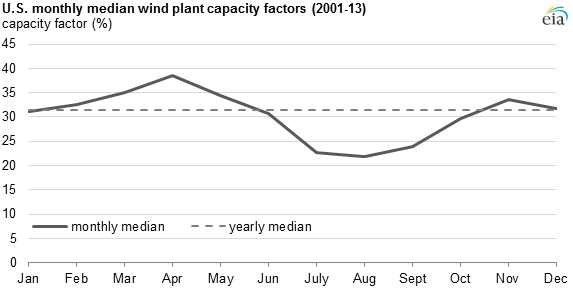 U.S. monthly median wind plant capacity factors (2001-13)
capacity factor (%)
eia
45
40
35
30
25
20
15
10
5
0
monthly median
yearly median
Jan Feb Mar Apr May Jun July Aug Sept Oct Nov Dec